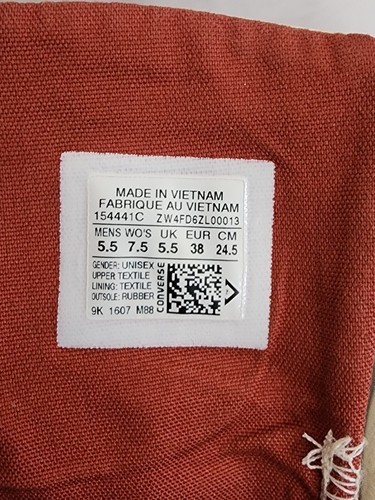 MADE IN VIETNAM
FABRIQUE AU VIETNAM
154441C ZW4FD6ZL00013
MENS WO'S UK EUR CM
5.5 7.5 5.5 38 24.5
GENDER: UNISEX
UPPER TEXTILE
LINING: TEXTILE
OUTSOLE: RUBBER
CONVERSE
9K 1607 M88